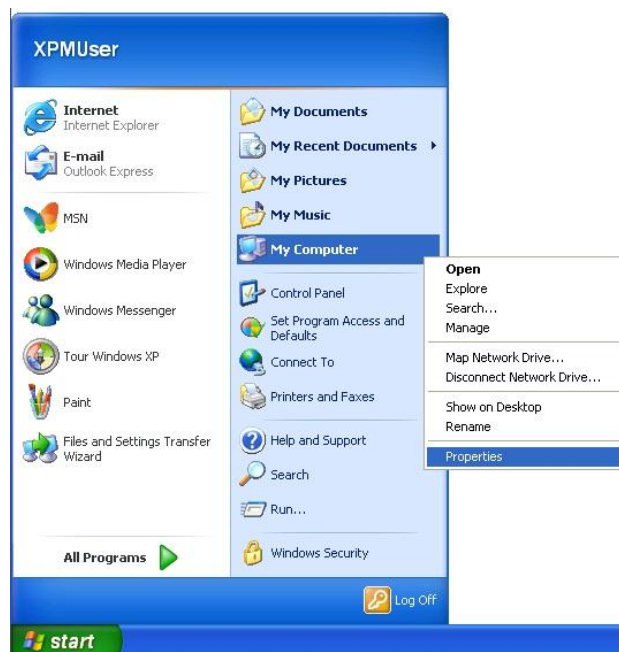 XPMUser
Internet
Internet Explorer
E-mail
Outlook Express
MSN
Windows Media Player
Windows Messenger
Tour Windows XP
Paint
Files and Settings Transfer
Wizard
All Programs
My Documents
My Recent Documents
My Pictures
My Music
My Computer
Control Panel
Set Program Access and
Defaults
Connect To
Printers and Faxes
Help and Support
Search
Run...
Windows Security
Open
Explore
Search...
Manage
Map Network Drive...
Disconnect Network Drive...
Show on Desktop
Rename
Properties
Log Off
start